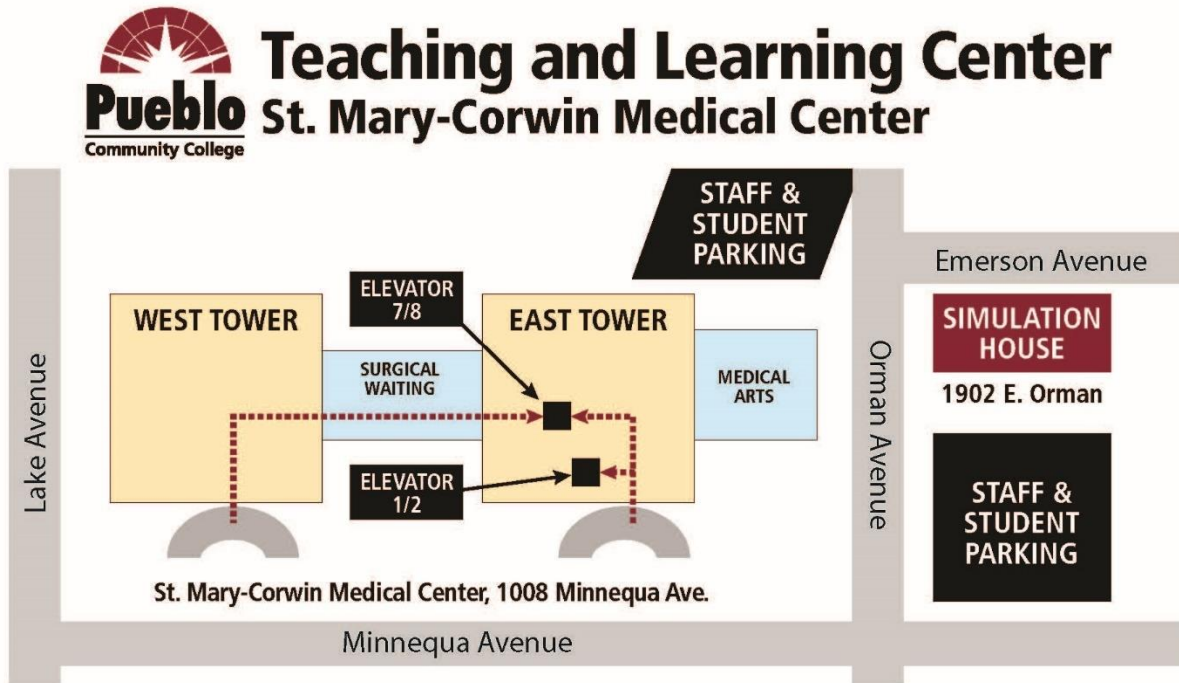 Pueblo
Community College
Teaching and Learning Center
St. Mary-Corwin Medical Center
STAFF &
STUDENT
PARKING
Emerson Avenue
ELEVATOR
7/8
WEST TOWER
EAST TOWER
SURGICAL
WAITING
MEDICAL
ARTS
SIMULATION
HOUSE
1902 E. Orman
Lake Avenue
Orman Avenue
ELEVATOR
1/2
STAFF &
STUDENT
PARKING
St. Mary-Corwin Medical Center, 1008 Minnequa Ave.
Minnequa Avenue